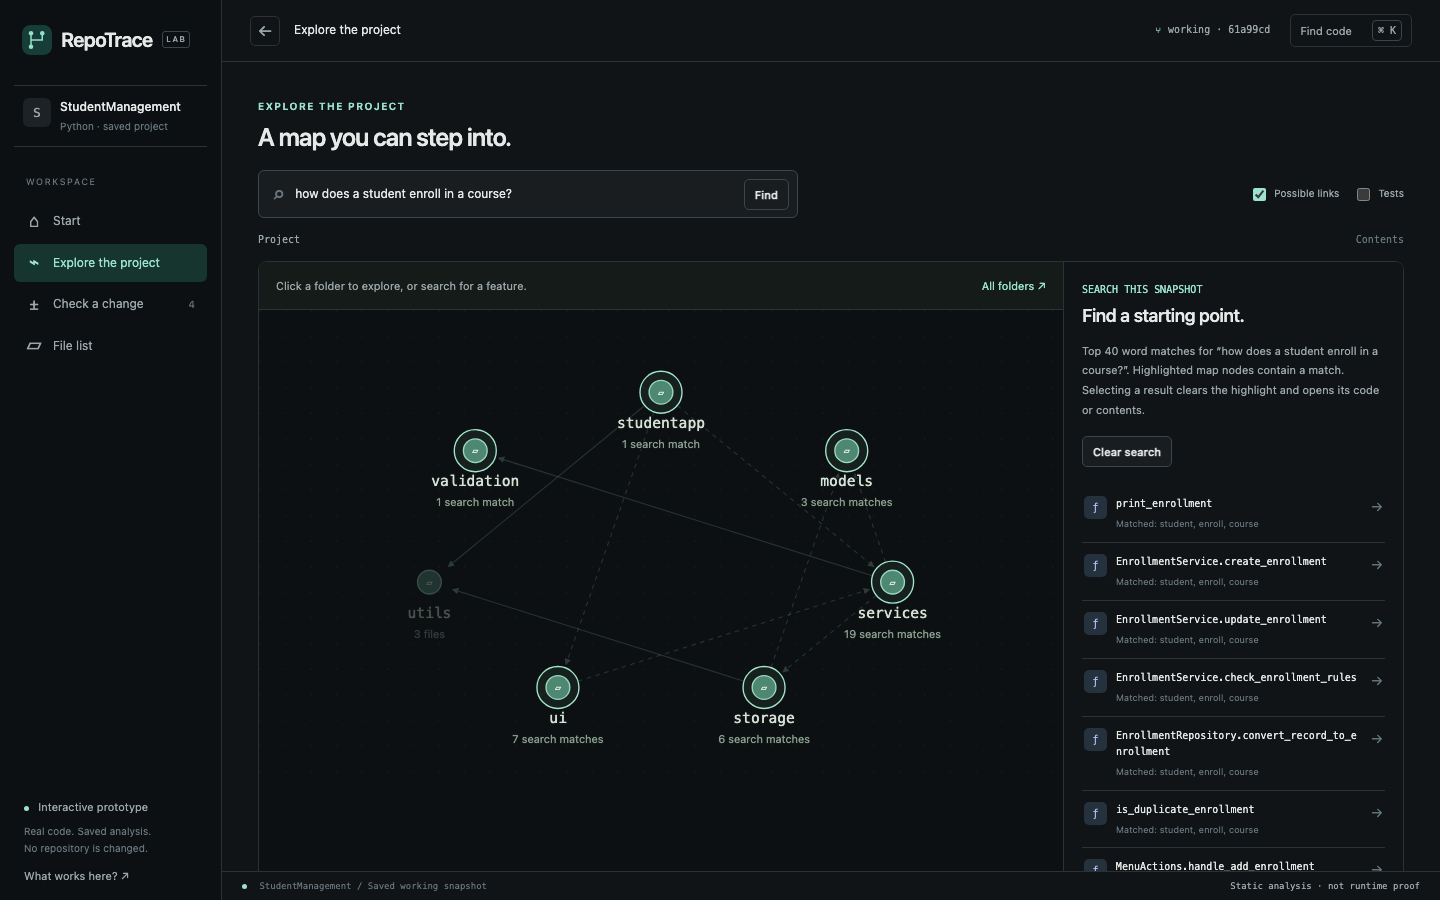 RepoTrace LAB
S
StudentManagement
Python · saved project
WORKSPACE
Start
Explore the project
Check a change 4
File list
Interactive prototype
Real code. Saved analysis.
No repository is changed.
What works here? ↗
← Explore the project
working · 61a99cd
Find code ⌘ K
EXPLORE THE PROJECT
A map you can step into.
how does a student enroll in a course?
Find
Possible links
Tests
Project
Contents
Click a folder to explore, or search for a feature.
All folders ↗
studentapp
1 search match
validation
1 search match
models
3 search matches
utils
3 files
services
19 search matches
ui
7 search matches
storage
6 search matches
SEARCH THIS SNAPSHOT
Find a starting point.
Top 40 word matches for “how does a student enroll in a
course?”. Highlighted map nodes contain a match.
Selecting a result clears the highlight and opens its code
or contents.
Clear search
ƒ print_enrollment →
Matched: student, enroll, course
ƒ EnrollmentService.create_enrollment →
Matched: student, enroll, course
ƒ EnrollmentService.update_enrollment →
Matched: student, enroll, course
ƒ EnrollmentService.check_enrollment_rules →
Matched: student, enroll, course
ƒ EnrollmentRepository.convert_record_to_e →
nrollment
Matched: student, enroll, course
ƒ is_duplicate_enrollment →
Matched: student, enroll, course
ƒ MenuActions.handle_add_enrollment →
StudentManagement / Saved working snapshot
Static analysis · not runtime proof